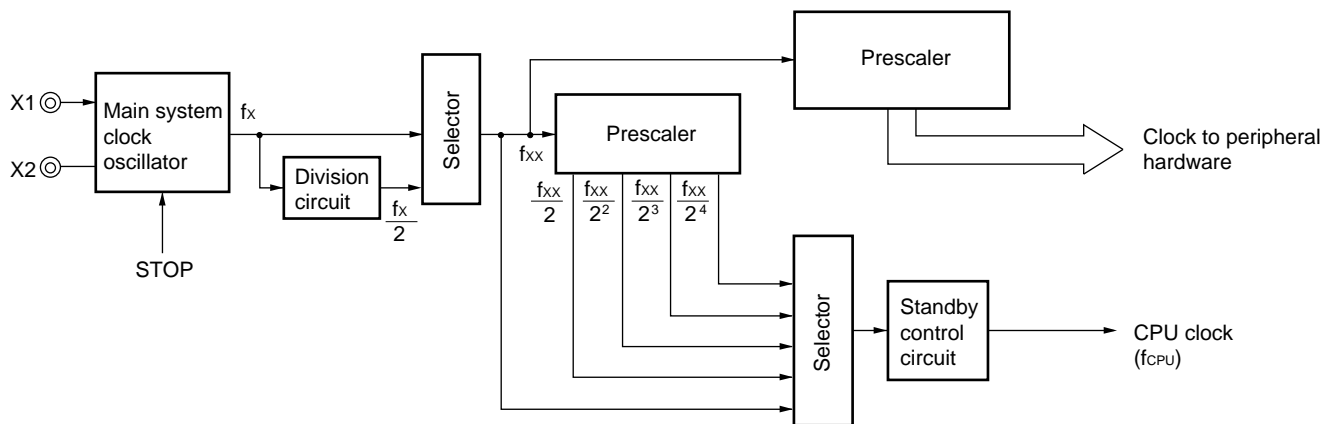 X1
X2
Main system
clock
oscillator
STOP
fX
Division
circuit
fX
2
Selector
fXX
Prescaler
Prescaler
Clock to peripheral
hardware
fXX
2
fXX
2²
fXX
2³
fXX
2⁴
Selector
Standby
control
circuit
CPU clock
(fCPU)